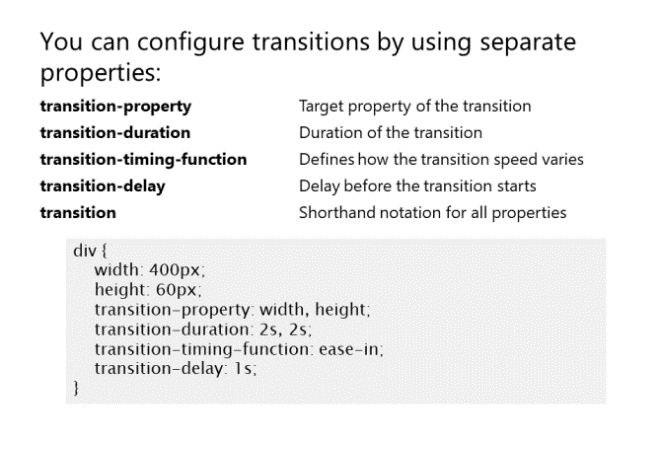 You can configure transitions by using separate
properties:
transition-property Target property of the transition
transition-duration Duration of the transition
transition-timing-function Defines how the transition speed varies
transition-delay Delay before the transition starts
transition Shorthand notation for all properties
div {
width: 400px;
height: 60px;
transition-property: width, height;
transition-duration: 2s, 2s;
transition-timing-function: ease-in;
transition-delay: 1s;
}